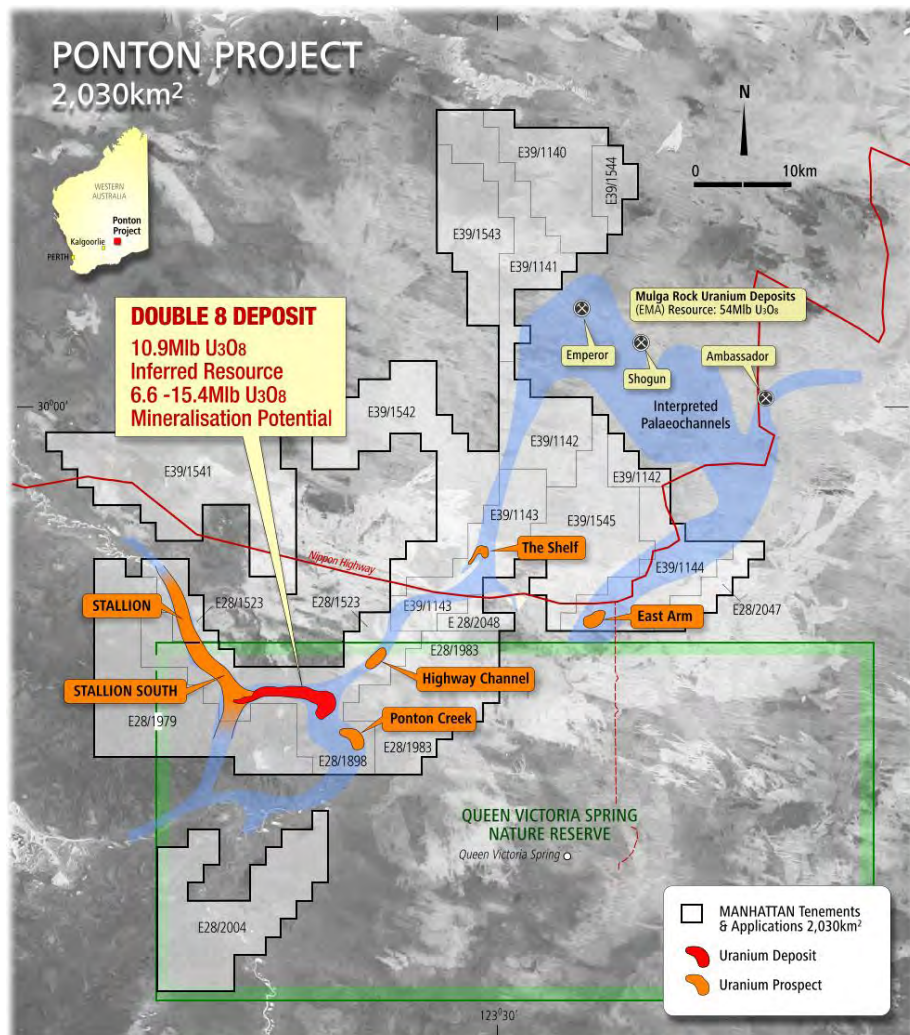 PONTON PROJECT
2,030km²
WESTERN
AUSTRALIA
Ponton
Project
Kalgoorlie
PERTH
N
0 10km
E39/1140
E39/1544
E39/1543
E39/1141
DOUBLE 8 DEPOSIT
10.9Mlb U₃O₈
Inferred Resource
6.6 -15.4Mlb U₃O₈
Mineralisation Potential
Mulga Rock Uranium Deposits
(EMA) Resource: 54Mlb U₃O₈
Emperor
Shogun
Ambassador
Interpreted
Palaeochannels
30⁰00'
E39/1542
E39/1541
E39/1142
E39/1142
E39/1143
E39/1545
Nippon Highway
The Shelf
E39/1144
STALLION
E28/1523
E28/1523
E39/1143
E 28/2048
East Arm
E28/2047
E28/1983
Highway Channel
STALLION SOUTH
E28/1979
Ponton Creek
E28/1898
E28/1983
QUEEN VICTORIA SPRING
NATURE RESERVE
Queen Victoria Spring
E28/2004
MANHATTAN Tenements
& Applications 2,030km²
Uranium Deposit
Uranium Prospect
123⁰30'